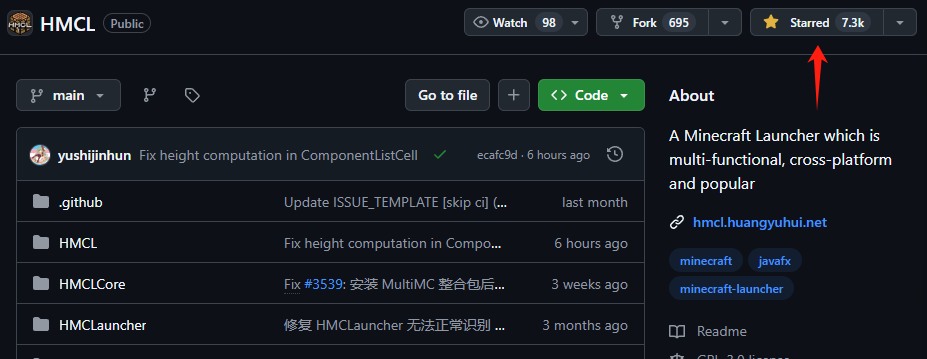 HMCL Public Watch 98 Fork 695 Starred 7.3k
main Go to file + Code
About
A Minecraft Launcher which is
multi-functional, cross-platform
and popular
hmcl.huangyuhui.net
minecraft javafx
minecraft-launcher
Readme
GPL-3.0 license
yushijinhun Fix height computation in ComponentListCell ecafc9d · 6 hours ago
.github Update ISSUE_TEMPLATE [skip ci] (... last month
HMCL Fix height computation in Compo... 6 hours ago
HMCLCore Fix #3539: 安装 MultiMC 整合包后... 3 weeks ago
HMCLauncher 修复 HMCLauncher 无法正常识别 ... 3 months ago